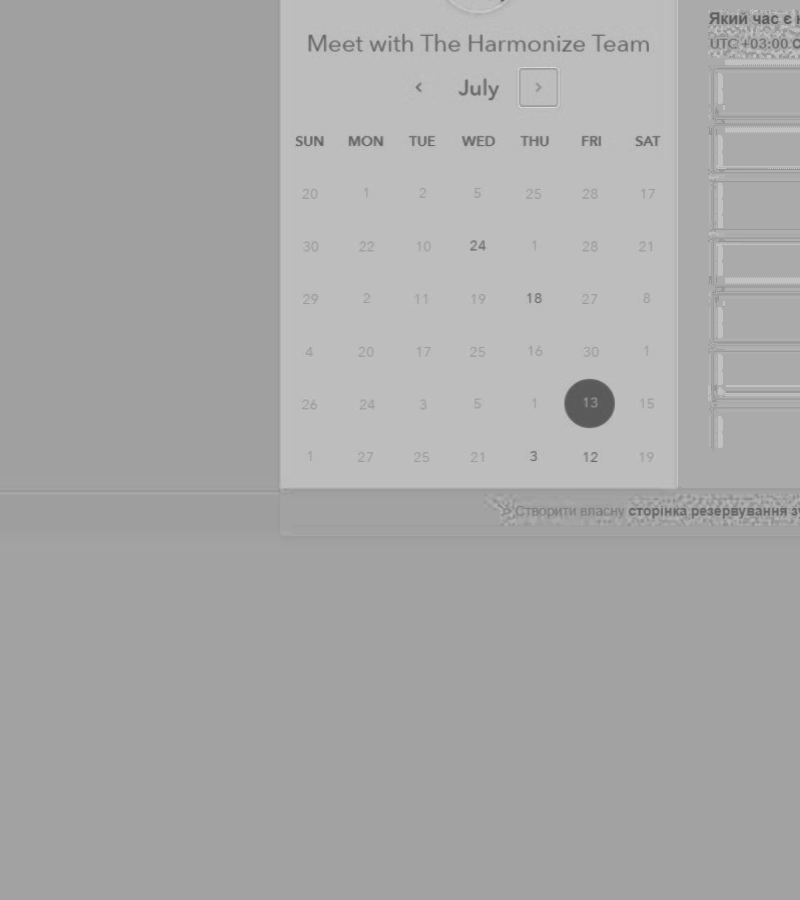 Meet with The Harmonize Team
July
SUN MON TUE WED THU FRI SAT
20 1 2 5 25 28 17
30 22 10 24 1 28 21
29 2 11 19 18 27 8
4 20 17 25 16 30 1
26 24 3 5 1 13 15
1 27 25 21 3 12 19
Який час є
UTC +03:00
Створити власну сторінка резервування